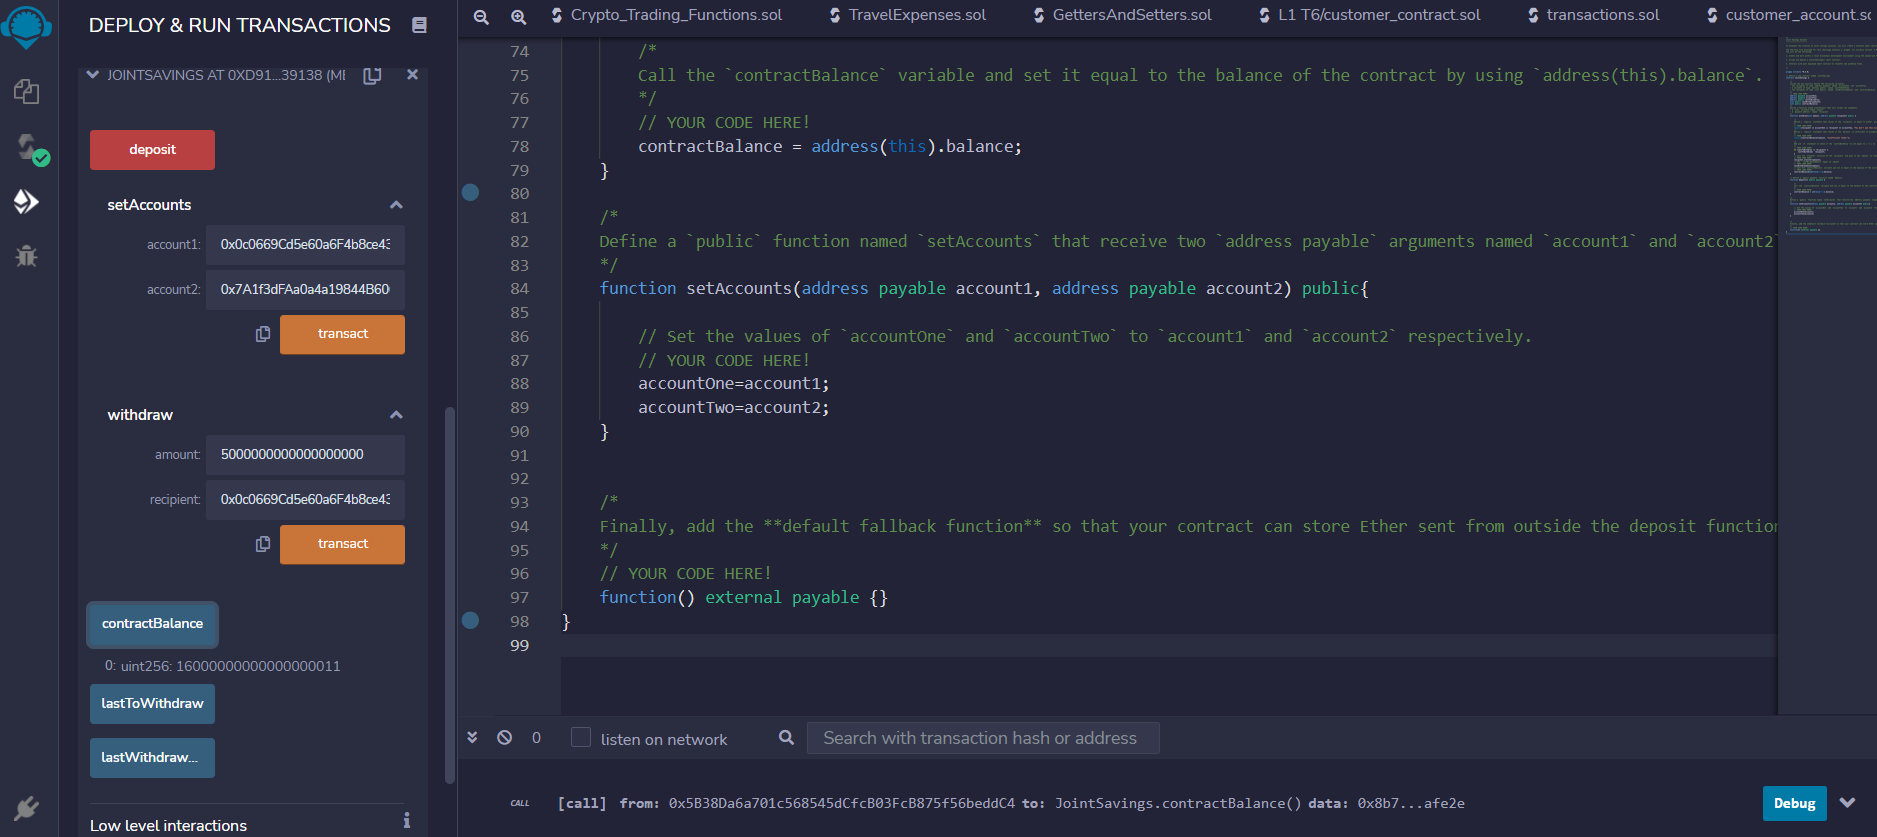 DEPLOY & RUN TRANSACTIONS
JOINTSAVINGS AT 0XD91...39138 (ME
deposit
setAccounts
account1: 0x0c0669Cd5e60a6F4b8ce43
account2: 0x7A1f3dFAa0a4a19844B60
transact
withdraw
amount: 5000000000000000000
recipient: 0x0c0669Cd5e60a6F4b8ce43
transact
contractBalance
0: uint256: 16000000000000000011
lastToWithdraw
lastWithdraw...
Low level interactions
Crypto_Trading_Functions.sol TravelExpenses.sol GettersAndSetters.sol L1 T6/customer_contract.sol transactions.sol customer_account.sc
74 /*
75 Call the `contractBalance` variable and set it equal to the balance of the contract by using `address(this).balance`.
76 */
77 // YOUR CODE HERE!
78 contractBalance = address(this).balance;
79 }
80
81 /*
82 Define a `public` function named `setAccounts` that receive two `address payable` arguments named `account1` and `account2`
83 */
84 function setAccounts(address payable account1, address payable account2) public{
85
86 // Set the values of `accountOne` and `accountTwo` to `account1` and `account2` respectively.
87 // YOUR CODE HERE!
88 accountOne=account1;
89 accountTwo=account2;
90 }
91
92
93 /*
94 Finally, add the **default fallback function** so that your contract can store Ether sent from outside the deposit function
95 */
96 // YOUR CODE HERE!
97 function() external payable {}
98 }
99
0 listen on network Search with transaction hash or address
CALL [call] from: 0x5B38Da6a701c568545dCfcB03FcB875f56beddC4 to: JointSavings.contractBalance() data: 0x8b7...afe2e Debug